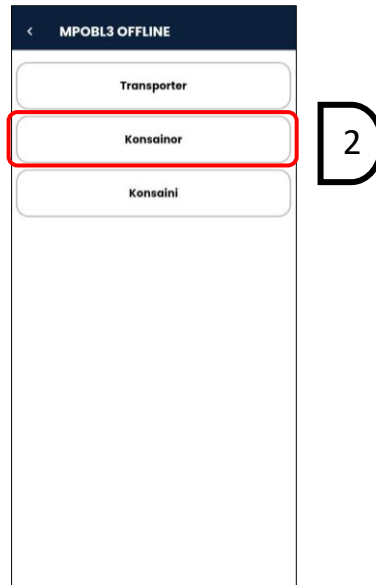 < MPOBL3 OFFLINE
Transporter
Konsainor
2
Konsaini